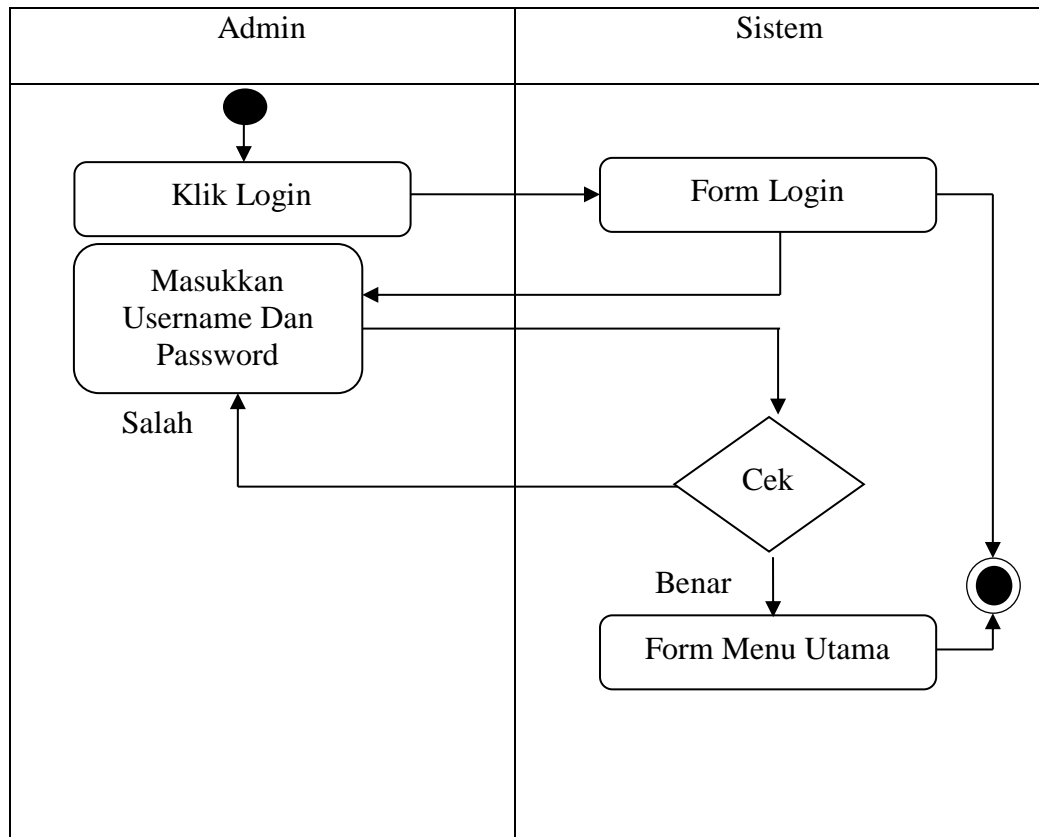 Admin
Sistem
Klik Login
Form Login
Masukkan
Username Dan
Password
Salah
Cek
Benar
Form Menu Utama